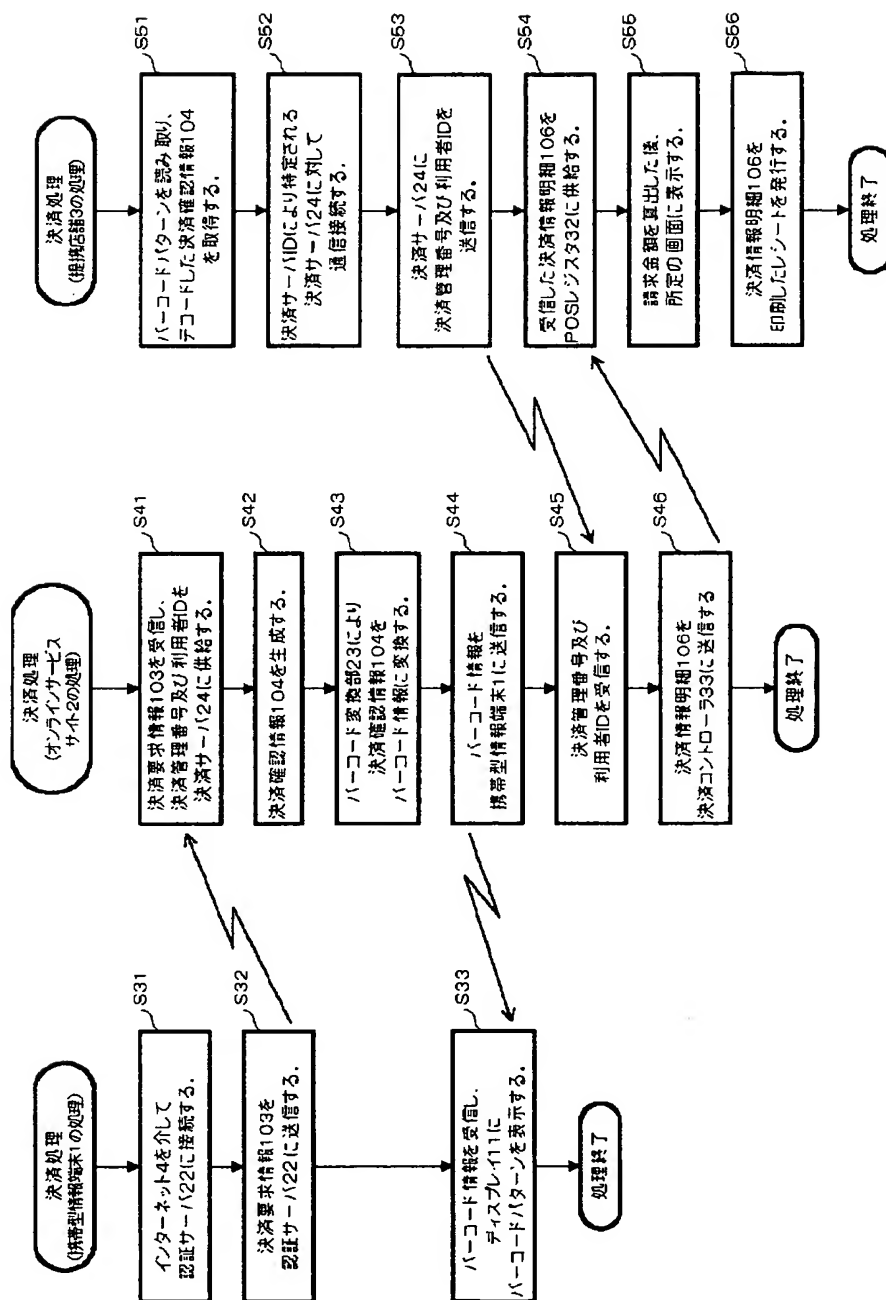 決済処理
(携帯型情報端末1の処理)
S31
インターネット4を介して
認証サーバ22に接続する。
S32
決済要求情報103を
認証サーバ22に送信する。
S33
バーコード情報を受信し、
ディスプレイ11に
バーコードパターンを表示する。
処理終了
決済処理
(オンラインサービス
サイト2の処理)
S41
決済要求情報103を受信し、
決済管理番号及び利用者IDを
決済サーバ24に供給する。
S42
決済確認情報104を生成する。
S43
バーコード変換部23により
決済確認情報104を
バーコード情報に変換する。
S44
バーコード情報を
携帯型情報端末1に送信する。
S45
決済管理番号及び
利用者IDを受信する。
S46
決済情報明細106を
決済コントローラ33に送信する
処理終了
決済処理
(提携店舗3の処理)
S51
バーコードパターンを読み取り、
デコードした決済確認情報104
を取得する。
S52
決済サーバIDにより特定される
決済サーバ24に対して
通信接続する。
S53
決済サーバ24に
決済管理番号及び利用者IDを
送信する。
S54
受信した決済情報明細106を
POSレジスタ32に供給する。
S55
請求金額を算出した後、
所定の画面に表示する。
S56
決済情報明細106を
印刷したレシートを発行する。
処理終了